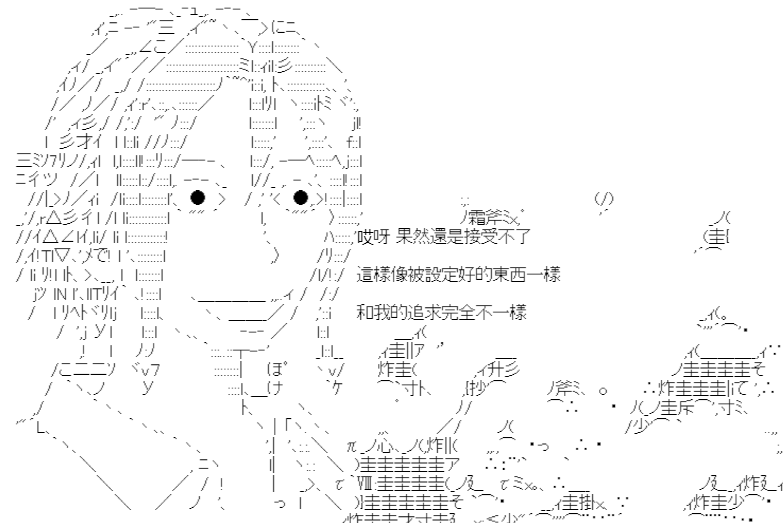 哎呀 果然還是接受不了
這樣像被設定好的東西一樣
和我的追求完全不一樣